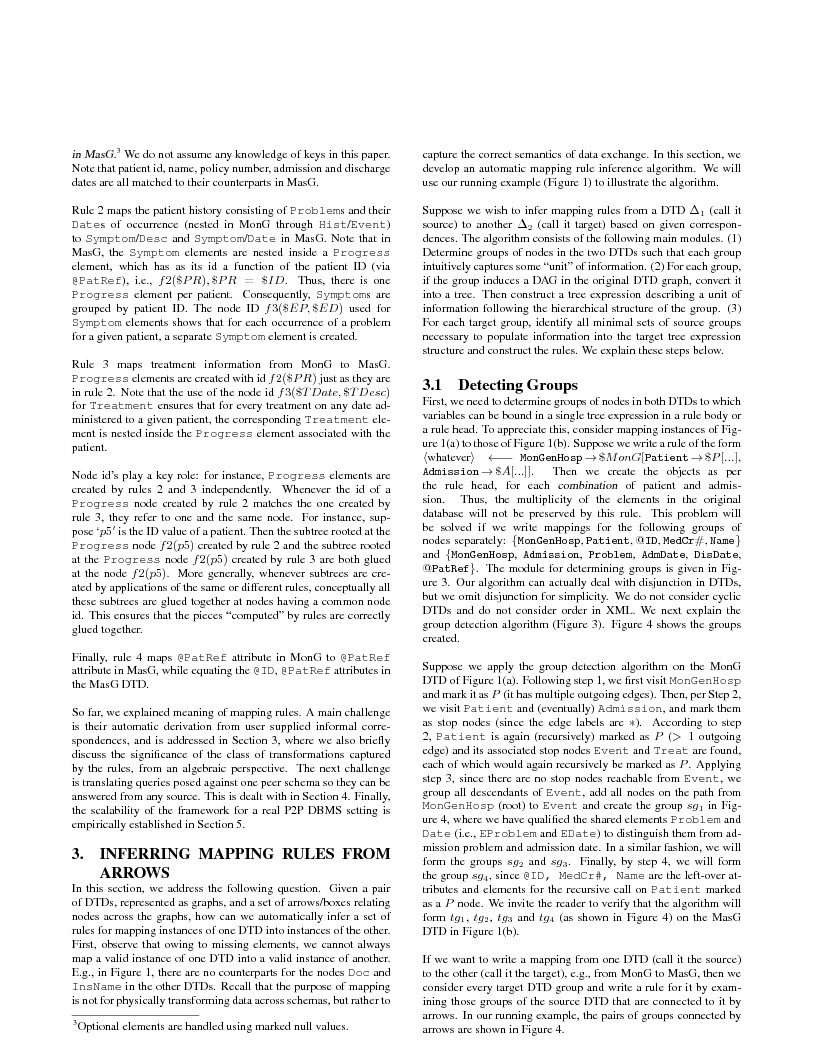 in MasG.3 We do not assume any knowledge of keys in this paper.
Note that patient id, name, policy number, admission and discharge
dates are all matched to their counterparts in MasG.
Rule 2 maps the patient history consisting of Problems and their
Dates of occurrence (nested in MonG through Hist/Event)
to Symptom/Desc and Symptom/Date in MasG. Note that in
MasG, the Symptom elements are nested inside a Progress
element, which has as its id a function of the patient ID (via
@PatRef), i.e., f2($PR), $PR = $ID. Thus, there is one
Progress element per patient. Consequently, Symptoms are
grouped by patient ID. The node ID f3($EP, $ED) used for
Symptom elements shows that for each occurrence of a problem
for a given patient, a separate Symptom element is created.
Rule 3 maps treatment information from MonG to MasG.
Progress elements are created with id f2($PR) just as they are
in rule 2. Note that the use of the node id f3($TDate, $TDesc)
for Treatment ensures that for every treatment on any date ad-
ministered to a given patient, the corresponding Treatment ele-
ment is nested inside the Progress element associated with the
patient.
Node id's play a key role: for instance, Progress elements are
created by rules 2 and 3 independently. Whenever the id of a
Progress node created by rule 2 matches the one created by
rule 3, they refer to one and the same node. For instance, sup-
pose 'p5' is the ID value of a patient. Then the subtree rooted at the
Progress node f2(p5) created by rule 2 and the subtree rooted
at the Progress node f2(p5) created by rule 3 are both glued
at the node f2(p5). More generally, whenever subtrees are cre-
ated by applications of the same or different rules, conceptually all
these subtrees are glued together at nodes having a common node
id. This ensures that the pieces "computed" by rules are correctly
glued together.
Finally, rule 4 maps @PatRef attribute in MonG to @PatRef
attribute in MasG, while equating the @ID, @PatRef attributes in
the MasG DTD.
So far, we explained meaning of mapping rules. A main challenge
is their automatic derivation from user supplied informal corre-
spondences, and is addressed in Section 3, where we also briefly
discuss the significance of the class of transformations captured
by the rules, from an algebraic perspective. The next challenge
is translating queries posed against one peer schema so they can be
answered from any source. This is dealt with in Section 4. Finally,
the scalability of the framework for a real P2P DBMS setting is
empirically established in Section 5.
3. INFERRING MAPPING RULES FROM
ARROWS
In this section, we address the following question. Given a pair
of DTDs, represented as graphs, and a set of arrows/boxes relating
nodes across the graphs, how can we automatically infer a set of
rules for mapping instances of one DTD into instances of the other.
First, observe that owing to missing elements, we cannot always
map a valid instance of one DTD into a valid instance of another.
E.g., in Figure 1, there are no counterparts for the nodes Doc and
InsName in the other DTDs. Recall that the purpose of mapping
is not for physically transforming data across schemas, but rather to
3Optional elements are handled using marked null values.
capture the correct semantics of data exchange. In this section, we
develop an automatic mapping rule inference algorithm. We will
use our running example (Figure 1) to illustrate the algorithm.
Suppose we wish to infer mapping rules from a DTD Δ1 (call it
source) to another Δ2 (call it target) based on given correspon-
dences. The algorithm consists of the following main modules. (1)
Determine groups of nodes in the two DTDs such that each group
intuitively captures some "unit" of information. (2) For each group,
if the group induces a DAG in the original DTD graph, convert it
into a tree. Then construct a tree expression describing a unit of
information following the hierarchical structure of the group. (3)
For each target group, identify all minimal sets of source groups
necessary to populate information into the target tree expression
structure and construct the rules. We explain these steps below.
3.1 Detecting Groups
First, we need to determine groups of nodes in both DTDs to which
variables can be bound in a single tree expression in a rule body or
a rule head. To appreciate this, consider mapping instances of Fig-
ure 1(a) to those of Figure 1(b). Suppose we write a rule of the form
⟨whatever⟩ ⟵ MonGenHosp → $MonG[Patient → $P[...],
Admission → $A[...]]. Then we create the objects as per
the rule head, for each combination of patient and admis-
sion. Thus, the multiplicity of the elements in the original
database will not be preserved by this rule. This problem will
be solved if we write mappings for the following groups of
nodes separately: {MonGenHosp, Patient, @ID, MedCr#, Name}
and {MonGenHosp, Admission, Problem, AdmDate, DisDate,
@PatRef}. The module for determining groups is given in Fig-
ure 3. Our algorithm can actually deal with disjunction in DTDs,
but we omit disjunction for simplicity. We do not consider cyclic
DTDs and do not consider order in XML. We next explain the
group detection algorithm (Figure 3). Figure 4 shows the groups
created.
Suppose we apply the group detection algorithm on the MonG
DTD of Figure 1(a). Following step 1, we first visit MonGenHosp
and mark it as P (it has multiple outgoing edges). Then, per Step 2,
we visit Patient and (eventually) Admission, and mark them
as stop nodes (since the edge labels are ∗). According to step
2, Patient is again (recursively) marked as P (> 1 outgoing
edge) and its associated stop nodes Event and Treat are found,
each of which would again recursively be marked as P. Applying
step 3, since there are no stop nodes reachable from Event, we
group all descendants of Event, add all nodes on the path from
MonGenHosp (root) to Event and create the group sg1 in Fig-
ure 4, where we have qualified the shared elements Problem and
Date (i.e., EProblem and EDate) to distinguish them from ad-
mission problem and admission date. In a similar fashion, we will
form the groups sg2 and sg3. Finally, by step 4, we will form
the group sg4, since @ID, MedCr#, Name are the left-over at-
tributes and elements for the recursive call on Patient marked
as a P node. We invite the reader to verify that the algorithm will
form tg1, tg2, tg3 and tg4 (as shown in Figure 4) on the MasG
DTD in Figure 1(b).
If we want to write a mapping from one DTD (call it the source)
to the other (call it the target), e.g., from MonG to MasG, then we
consider every target DTD group and write a rule for it by exam-
ining those groups of the source DTD that are connected to it by
arrows. In our running example, the pairs of groups connected by
arrows are shown in Figure 4.